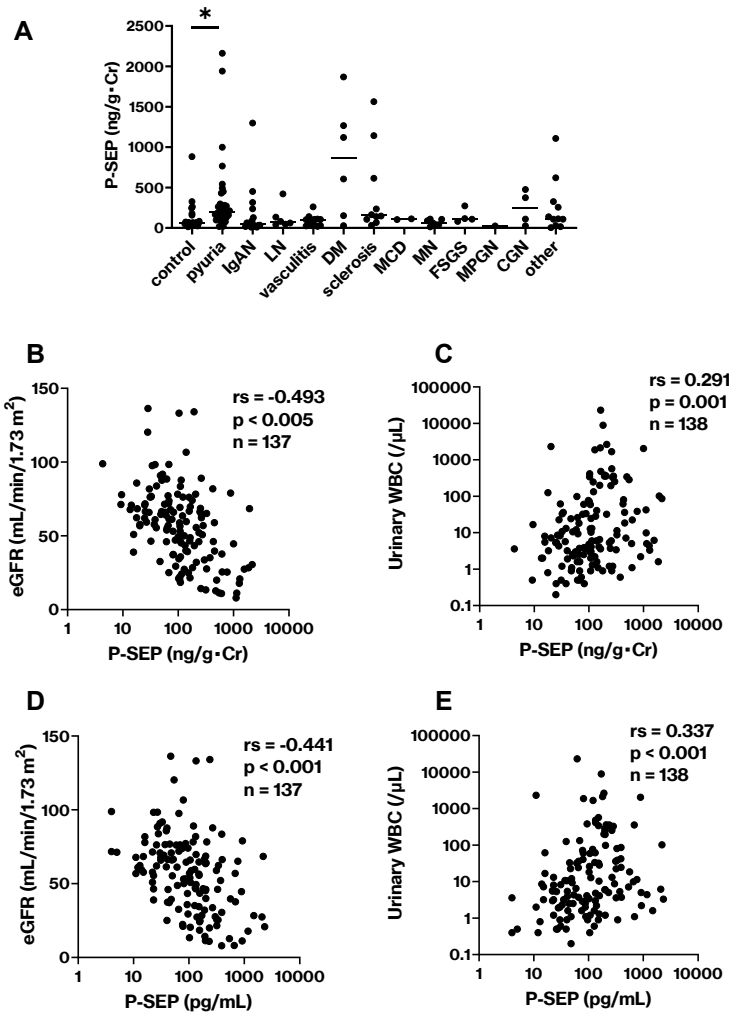 A
*
P-SEP (ng/g·Cr)
2500
2000
1500
1000
500
0
control
pyuria
IgAN
LN
vasculitis
DM
sclerosis
MCD
MN
FSGS
MPGN
CGN
other
B
rs = -0.493
p < 0.005
n = 137
eGFR (mL/min/1.73 m²)
150
100
50
0
1 10 100 1000 10000
P-SEP (ng/g·Cr)
C
rs = 0.291
p = 0.001
n = 138
Urinary WBC (/µL)
100000
10000
1000
100
10
1
0.1
1 10 100 1000 10000
P-SEP (ng/g·Cr)
D
rs = -0.441
p < 0.001
n = 137
eGFR (mL/min/1.73 m²)
150
100
50
0
1 10 100 1000 10000
P-SEP (pg/mL)
E
rs = 0.337
p < 0.001
n = 138
Urinary WBC (/µL)
100000
10000
1000
100
10
1
0.1
1 10 100 1000 10000
P-SEP (pg/mL)